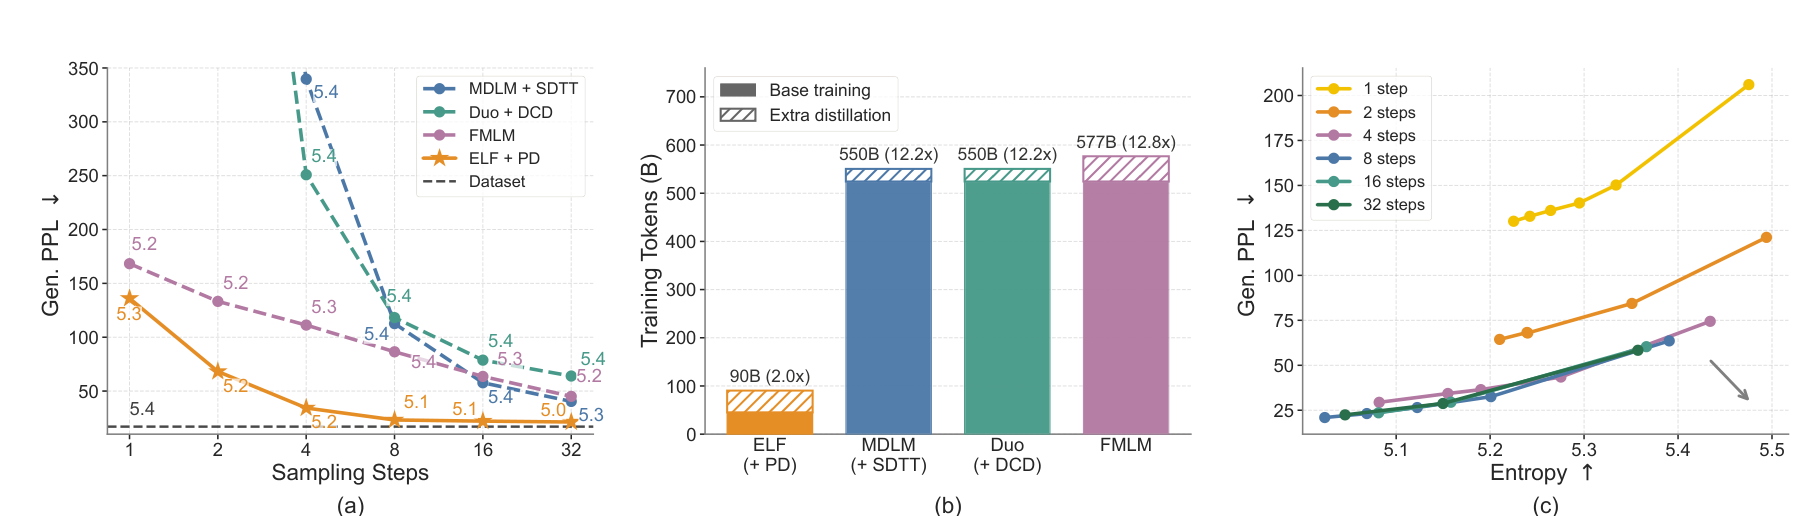 350
300
250
200
150
100
50
Gen. PPL ↓
1
2
4
8
16
32
Sampling Steps
(a)
MDLM + SDTT
Duo + DCD
FMLM
ELF + PD
Dataset
5.4
5.4
5.4
5.4
5.4
5.4
5.4
5.3
5.2
5.2
5.3
5.4
5.3
5.2
5.3
5.2
5.2
5.1
5.1
5.0
5.4
700
600
500
400
300
200
100
0
Training Tokens (B)
Base training
Extra distillation
90B (2.0x)
550B (12.2x)
550B (12.2x)
577B (12.8x)
ELF
(+ PD)
MDLM
(+ SDTT)
Duo
(+ DCD)
FMLM
(b)
200
175
150
125
100
75
50
25
Gen. PPL ↓
1 step
2 steps
4 steps
8 steps
16 steps
32 steps
5.1
5.2
5.3
5.4
5.5
Entropy ↑
(c)